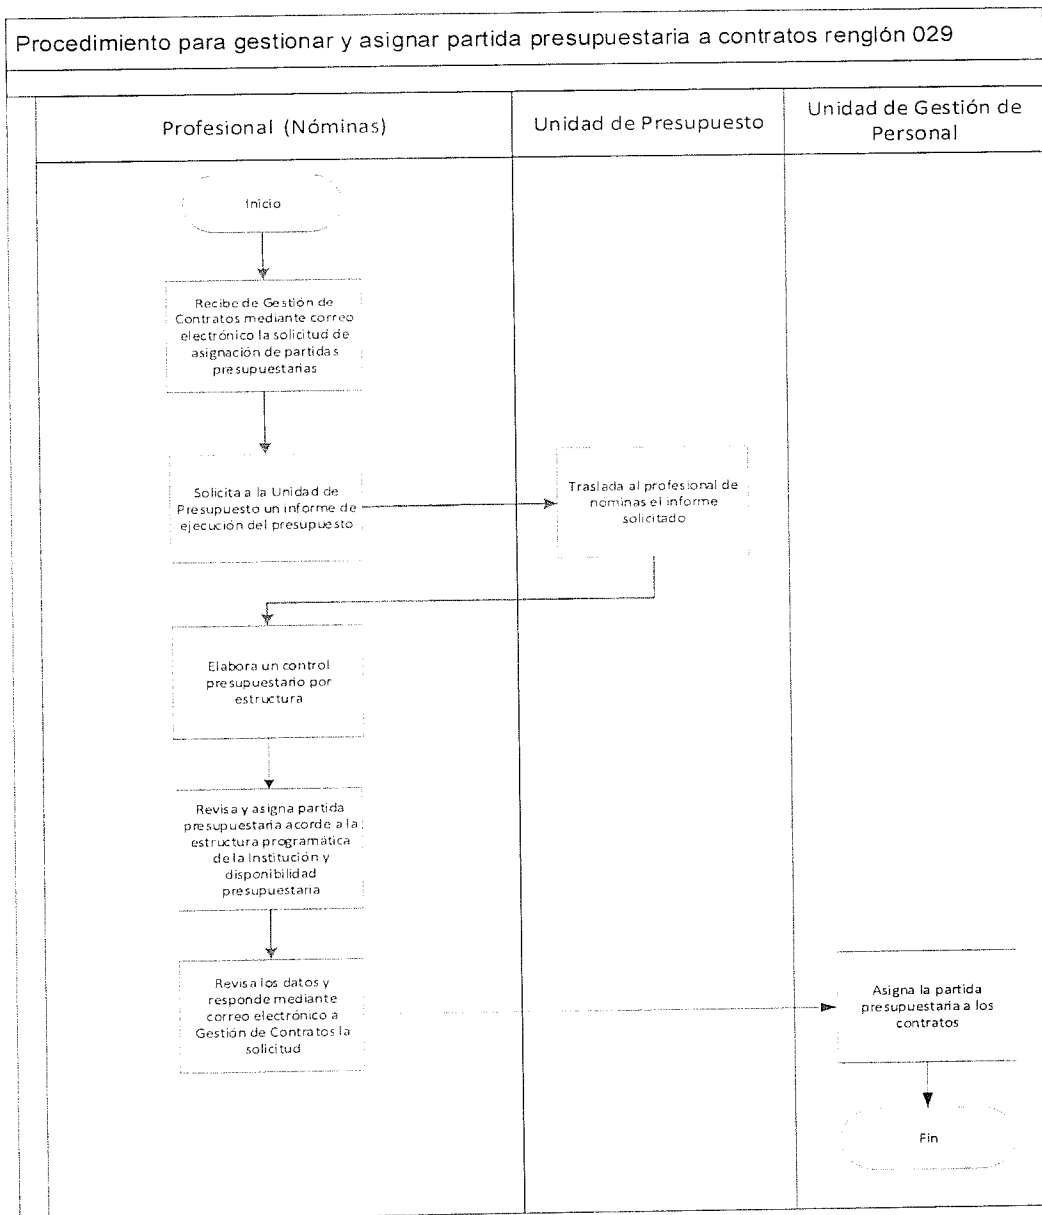 Procedimiento para gestionar y asignar partida presupuestaria a contratos renglón 029
Profesional (Nóminas)
Unidad de Presupuesto
Unidad de Gestión de
Personal
Inicio
Recibe de Gestión de
Contratos mediante correo
electrónico la solicitud de
asignación de partidas
presupuestarias
Solicita a la Unidad de
Presupuesto un informe de
ejecución del presupuesto
Traslada al profesional de
nóminas el informe
solicitado
Elabora un control
presupuestario por
estructura
Revisa y asigna partida
presupuestaria acorde a la
estructura programática
de la Institución y
disponibilidad
presupuestaria
Revisa los datos y
responde mediante
correo electrónico a
Gestión de Contratos la
solicitud
Asigna la partida
presupuestaria a los
contratos
Fin